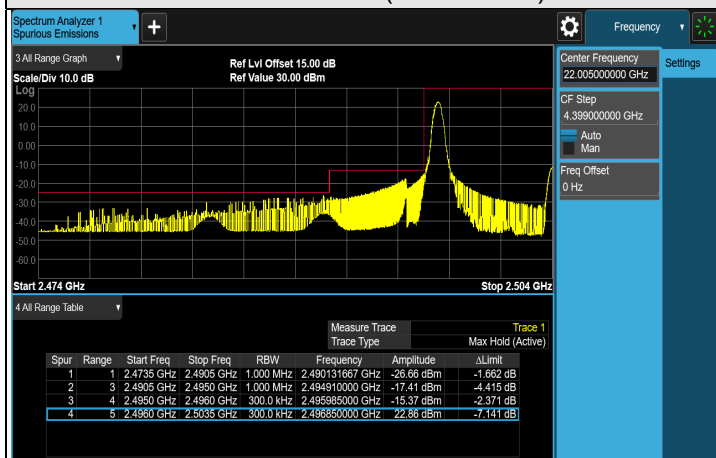 Spectrum Analyzer 1
Spurious Emissions
+
Frequency
3 All Range Graph
Ref Lvl Offset 15.00 dB
Scale/Div 10.0 dB
Ref Value 30.00 dBm
Log
20.0
10.0
0.00
-10.0
-20.0
-30.0
-40.0
-50.0
-60.0
Start 2.474 GHz
Stop 2.504 GHz
Center Frequency
22.005000000 GHz
Settings
CF Step
4.399000000 GHz
Auto
Man
Freq Offset
0 Hz
4 All Range Table
Measure Trace Trace 1
Trace Type Max Hold (Active)
Spur Range Start Freq Stop Freq RBW Frequency Amplitude ΔLimit
1 1 2.4735 GHz 2.4905 GHz 1.000 MHz 2.490131667 GHz -26.66 dBm -1.662 dB
2 3 2.4905 GHz 2.4950 GHz 1.000 MHz 2.494910000 GHz -17.41 dBm -4.415 dB
3 4 2.4950 GHz 2.4960 GHz 300.0 kHz 2.495985000 GHz -15.37 dBm -2.371 dB
4 5 2.4960 GHz 2.5035 GHz 300.0 kHz 2.496850000 GHz 22.86 dBm -7.141 dB